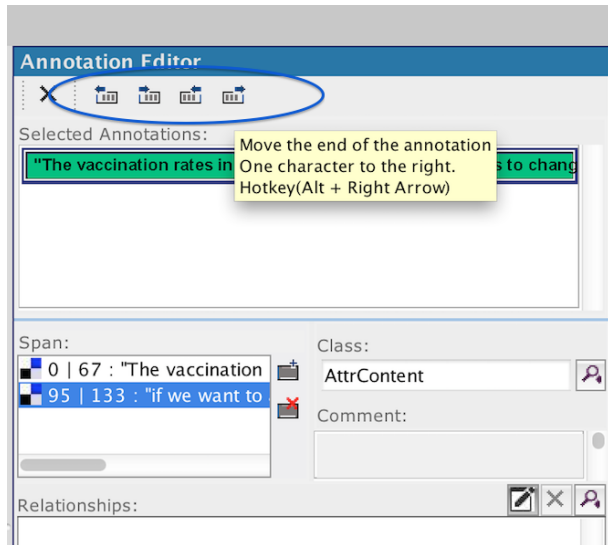 Annotation Editor
Selected Annotations:
Move the end of the annotation
One character to the right.
Hotkey(Alt + Right Arrow)
"The vaccination rates in s to chang
Span:
0 | 67 : "The vaccination
95 | 133 : "if we want to
Class:
AttrContent
Comment:
Relationships: